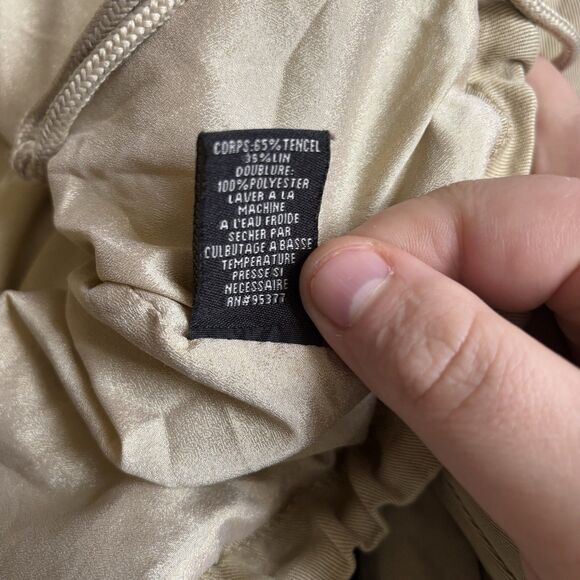 CORPS:65%TENCEL
35%LIN
DOUBLURE:
100%POLYESTER
LAVER A LA
MACHINE
A L'EAU FROIDE
SECHER PAR
CULBUTAGE A BASSE
TEMPERATURE
PRESSE SI
NECESSAIRE
RN#95377